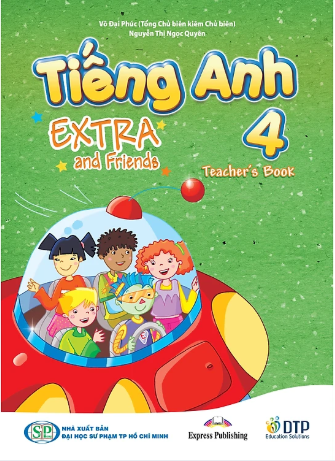 Võ Đại Phúc (Tổng Chủ biên kiêm Chủ biên)
Nguyễn Thị Ngọc Quyên
Tiếng Anh
EXTRA
and Friends
4
Teacher's Book
NHÀ XUẤT BẢN
ĐẠI HỌC SƯ PHẠM TP HỒ CHÍ MINH
Express Publishing
DTP
Education Solutions